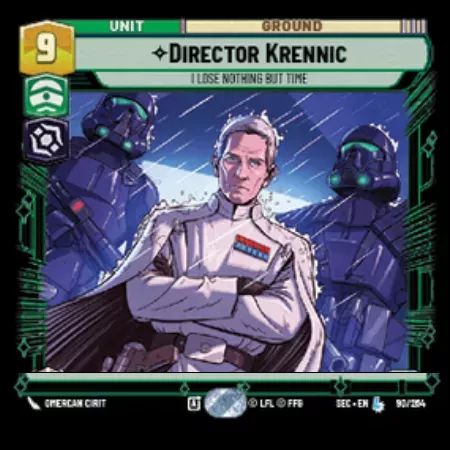 UNIT GROUND
9
DIRECTOR KRENNIC
I LOSE NOTHING BUT TIME
OMERCAN CIRIT A © LFL © FFG SEC • EN L 90/264